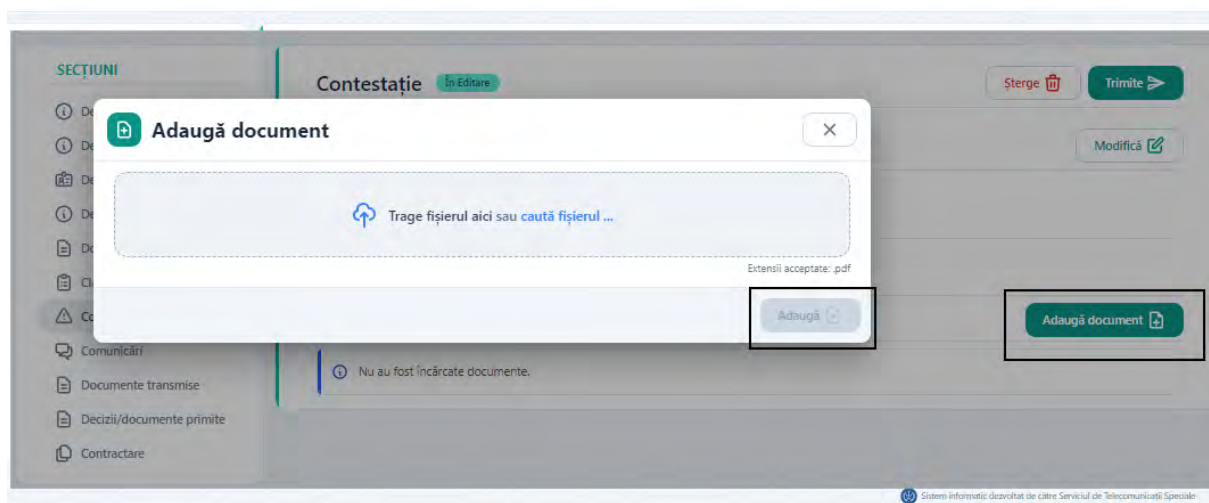 SECȚIUNI
Contestație În Editare
Șterge Trimite
Adaugă document
Modifică
Trage fișierul aici sau caută fișierul ...
Extensii acceptate: .pdf
Adaugă
Adaugă document
Comunicări
Nu au fost încărcate documente.
Documente transmise
Decizii/documente primite
Contractare
Sistem informatic dezvoltat de către Serviciul de Telecomunicații Speciale